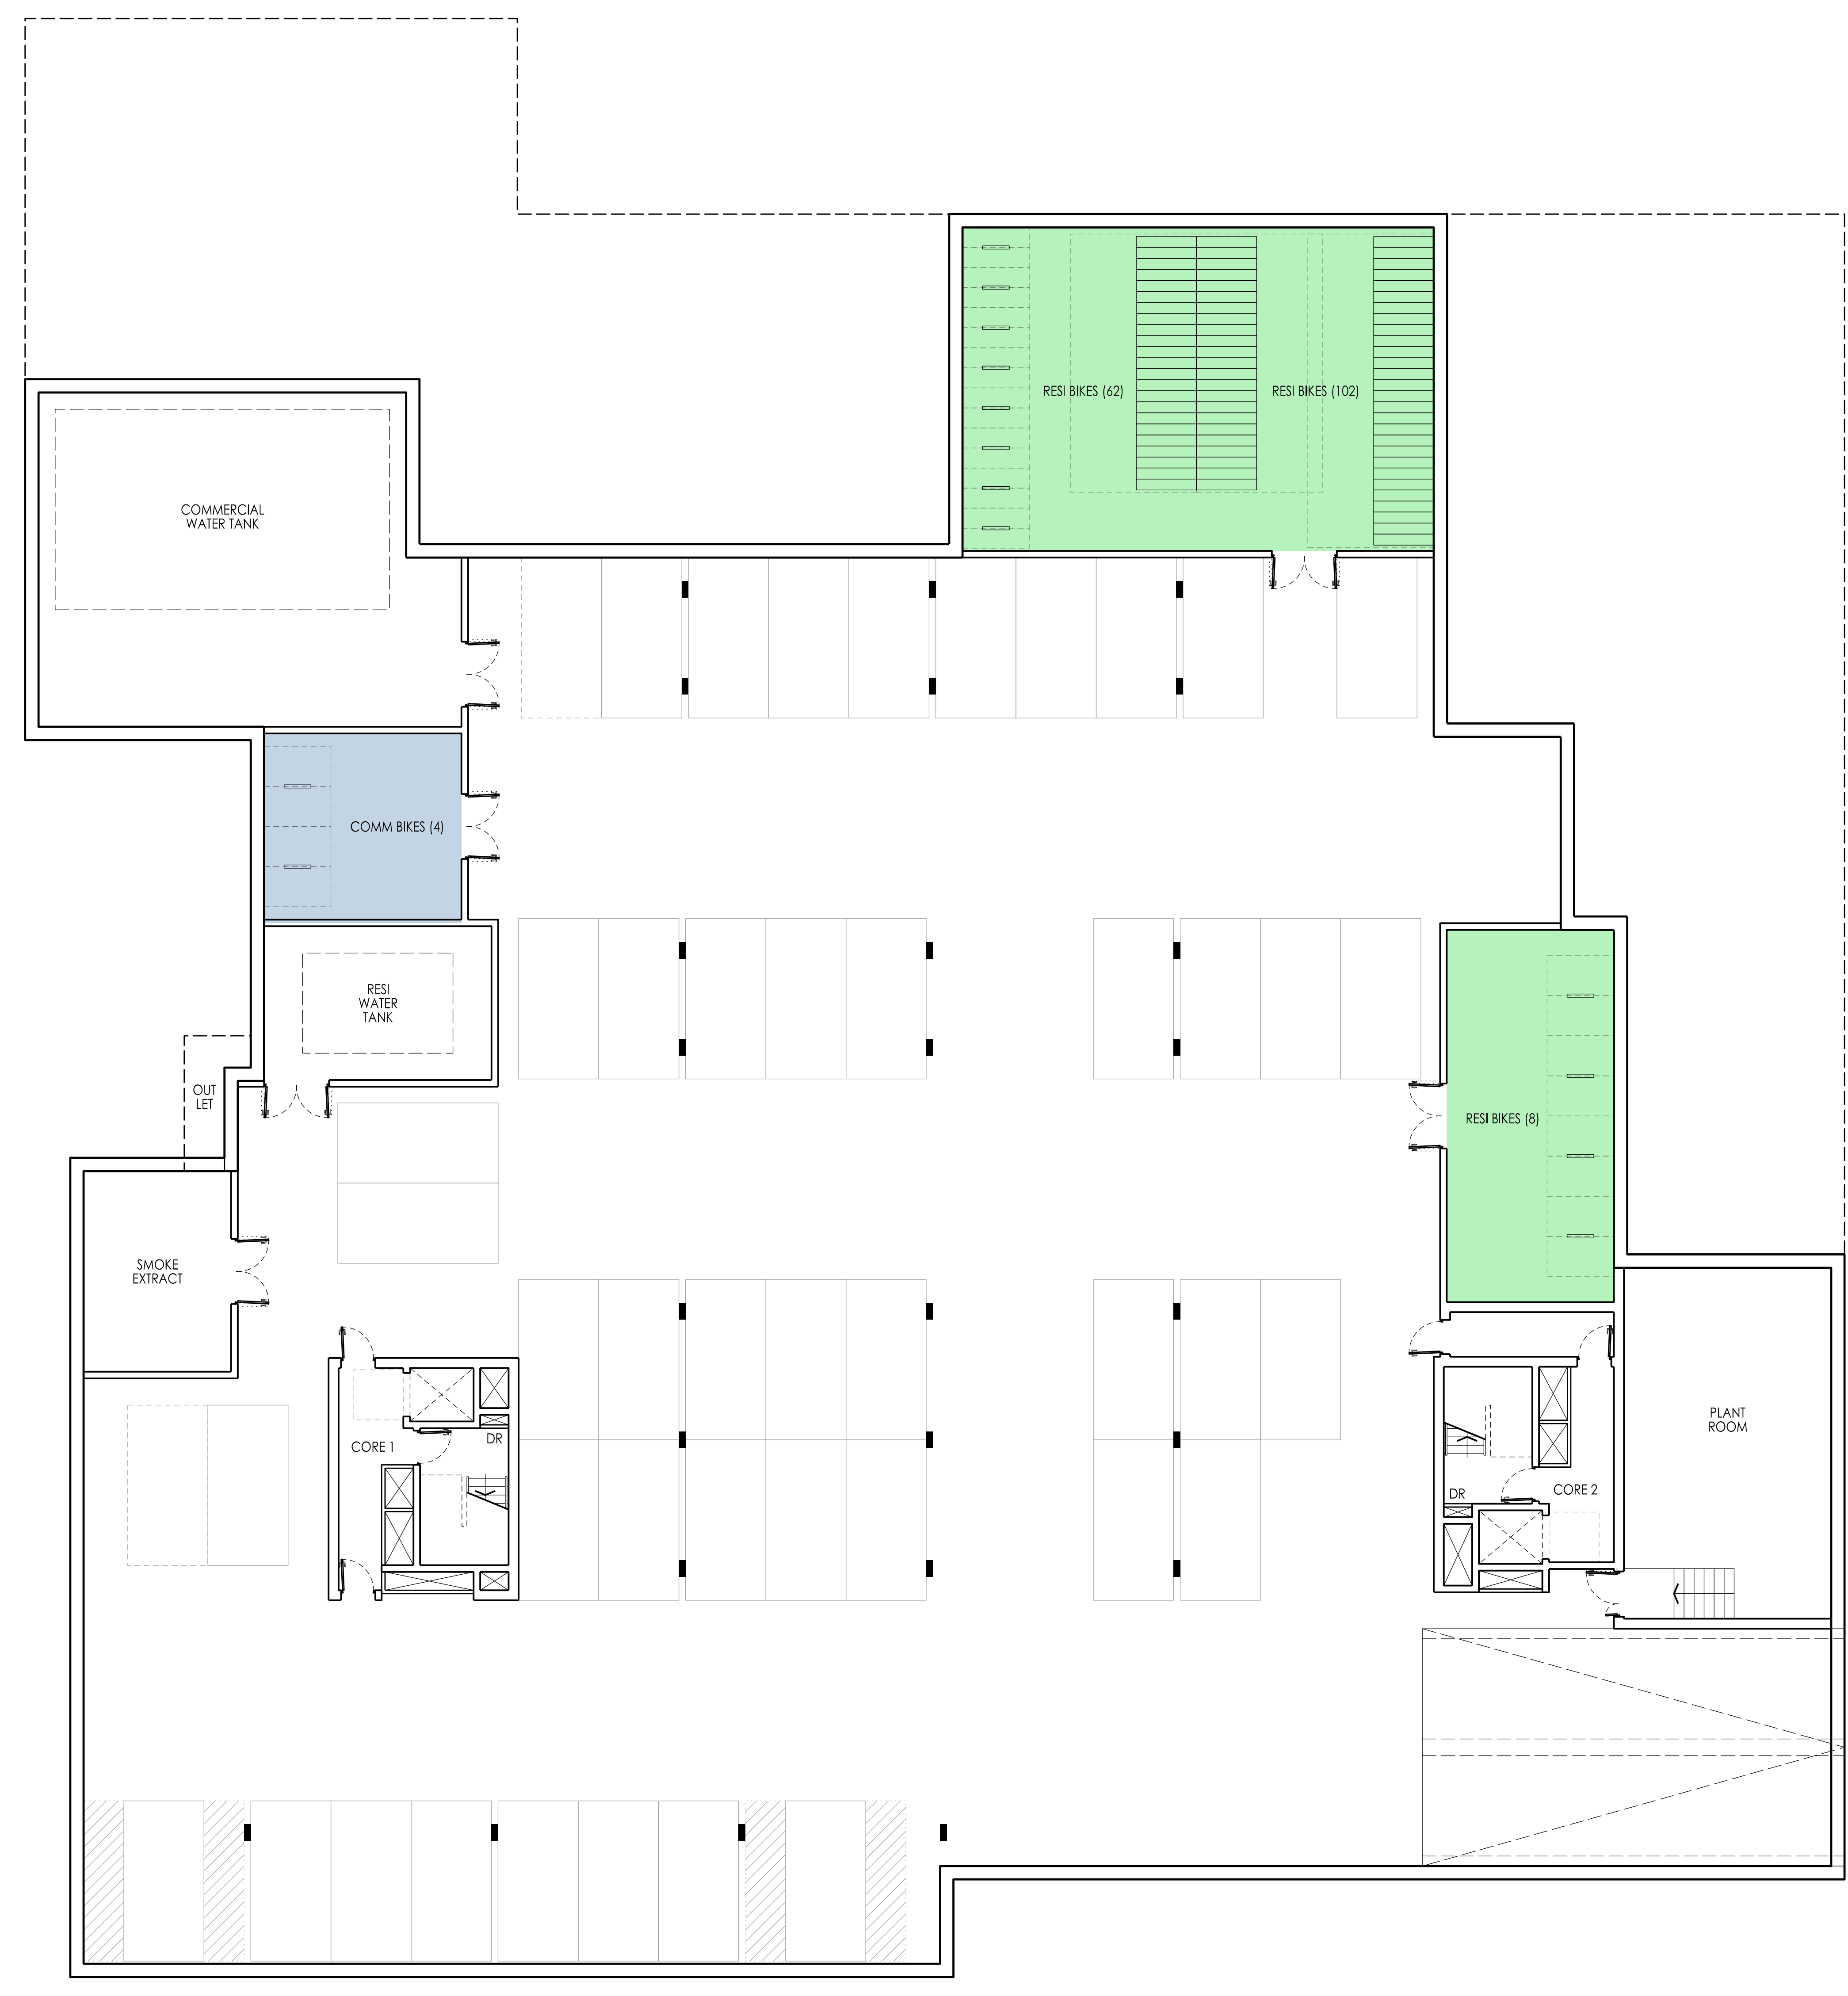 RESI BIKES (62)
RESI BIKES (102)
COMMERCIAL
WATER TANK
COMM BIKES (4)
RESI
WATER
TANK
OUT
LET
RESI BIKES (8)
SMOKE
EXTRACT
PLANT
ROOM
CORE 1
DR
DR
CORE 2